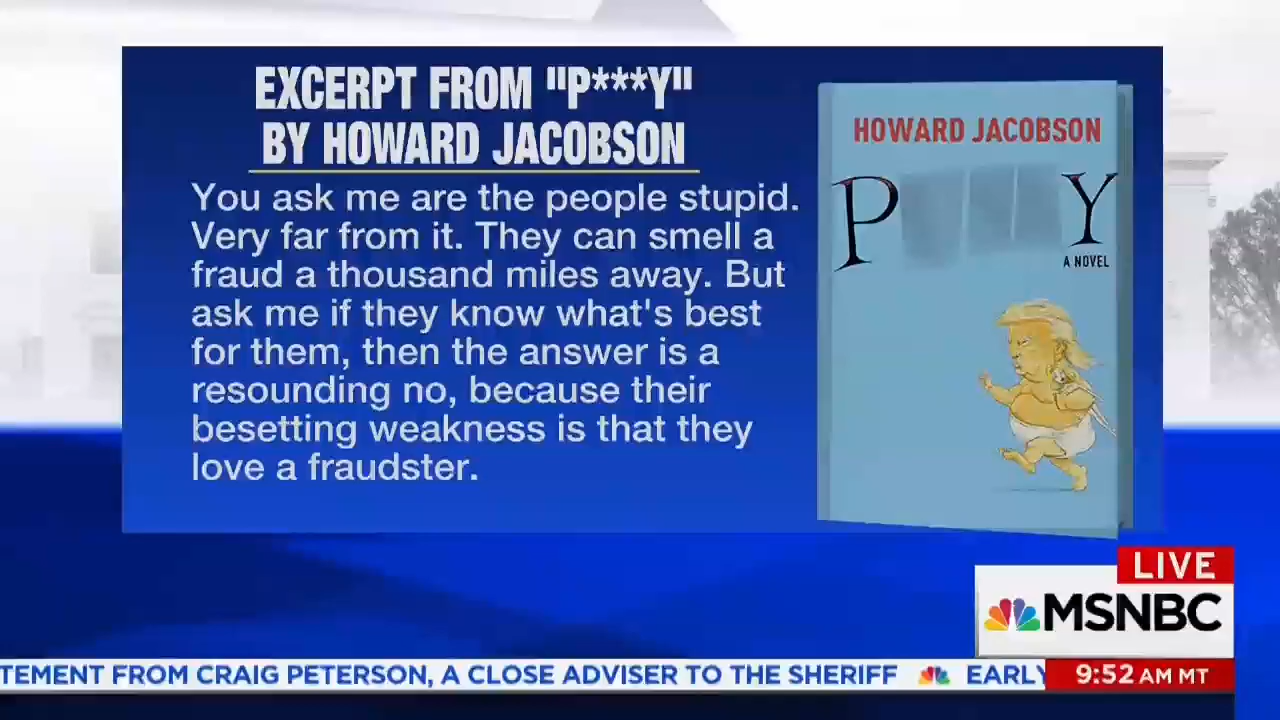 EXCERPT FROM "P***Y"
BY HOWARD JACOBSON
You ask me are the people stupid.
Very far from it. They can smell a
fraud a thousand miles away. But
ask me if they know what's best
for them, then the answer is a
resounding no, because their
besetting weakness is that they
love a fraudster.
HOWARD JACOBSON
P Y
A NOVEL
LIVE
MSNBC
TEMENT FROM CRAIG PETERSON, A CLOSE ADVISER TO THE SHERIFF EARLY
9:52 AM MT